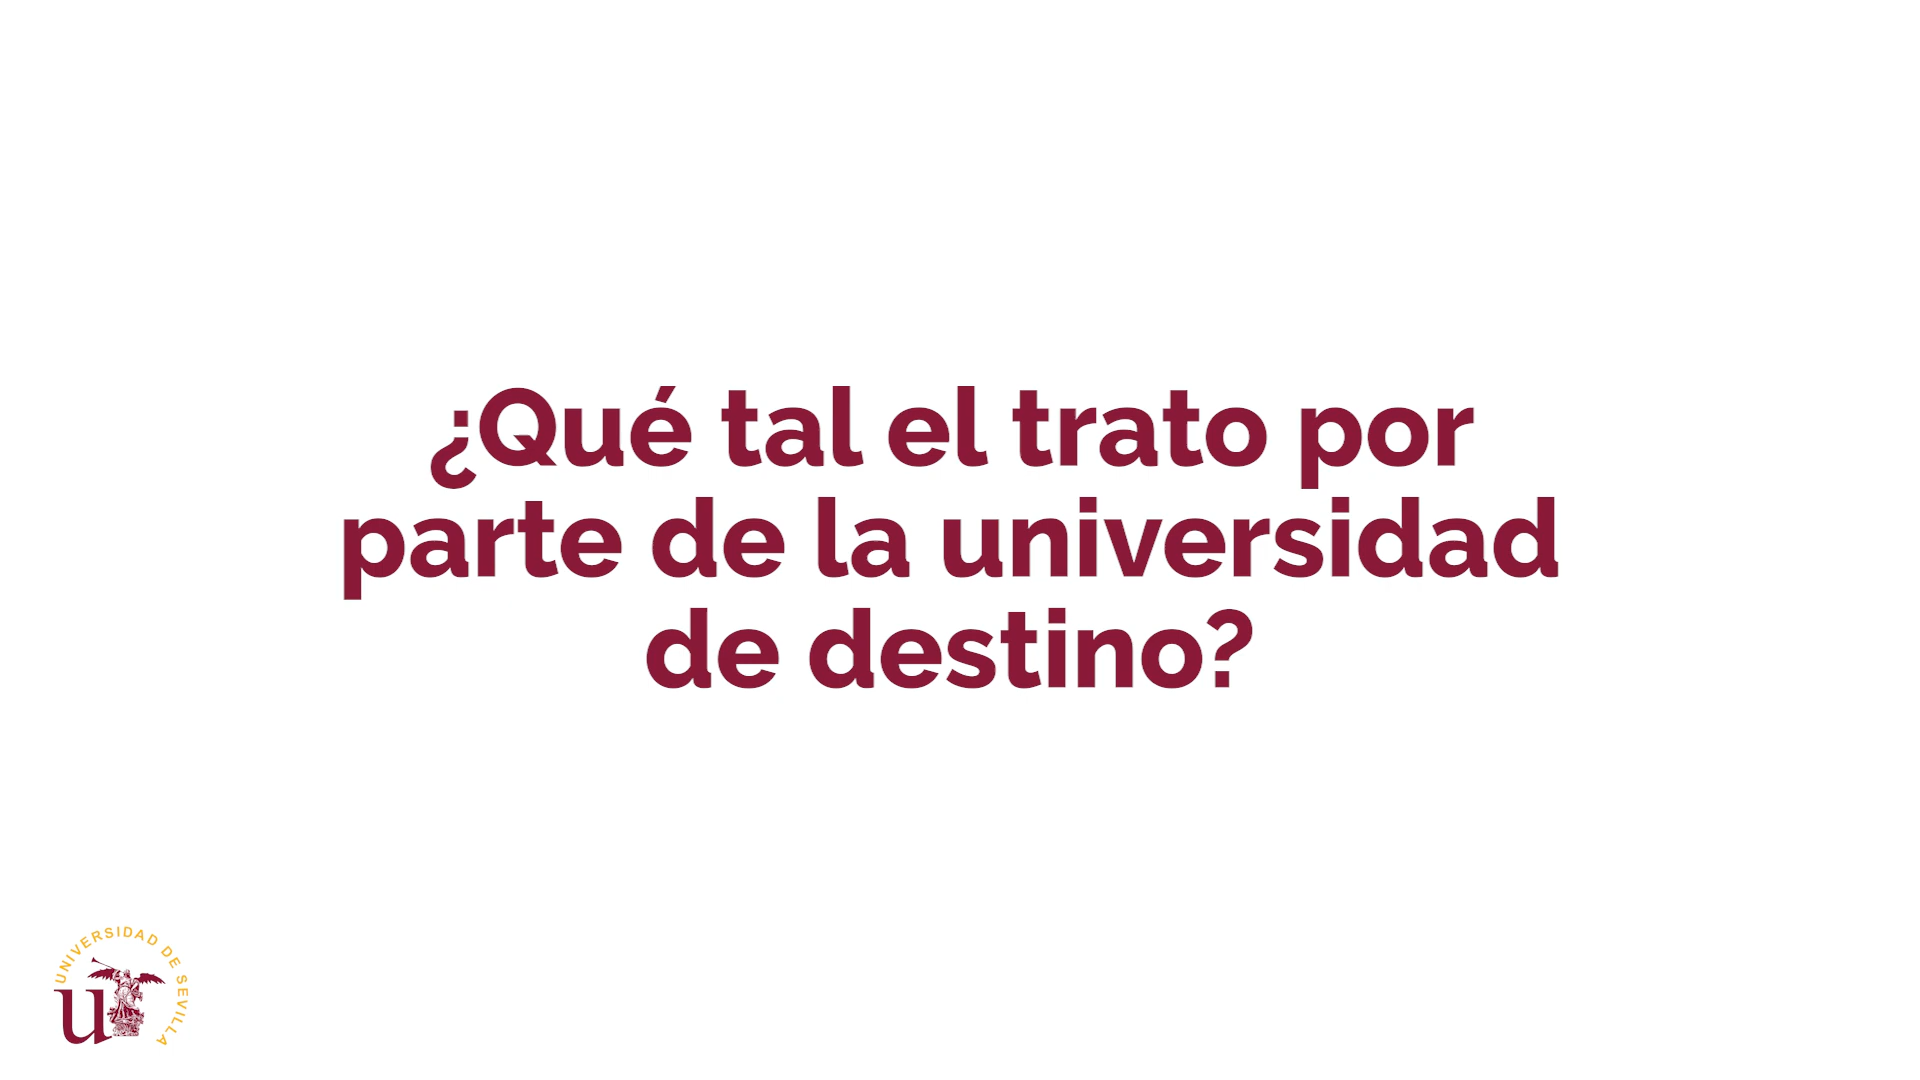 ¿Qué tal el trato por
parte de la universidad
de destino?
UNIVERSIDAD DE SEVILLA
u